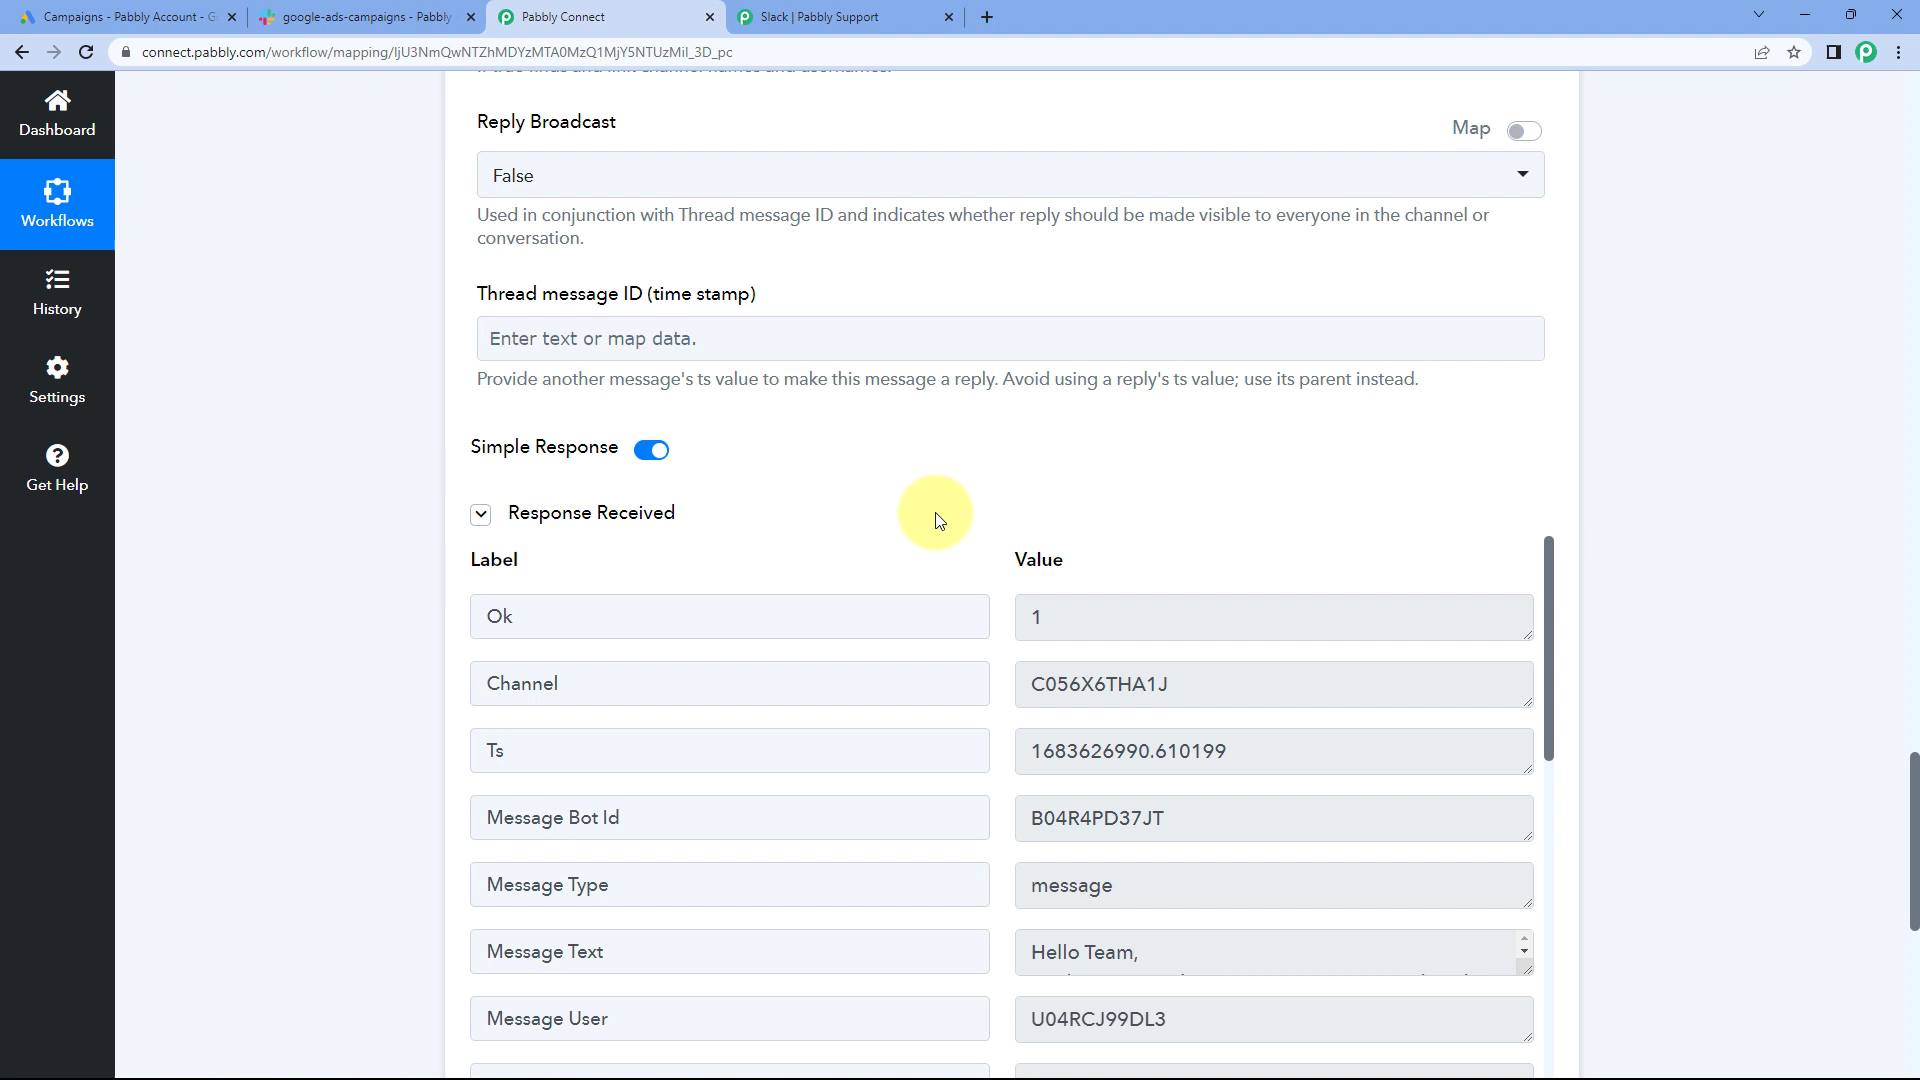 Campaigns - Pabbly Account - G
google-ads-campaigns - Pabbly
Pabbly Connect
Slack | Pabbly Support
connect.pabbly.com/workflow/mapping/IjU3NmQwNTZhMDYzMTA0MzQ1MjY5NTUzMiI_3D_pc
Dashboard
Workflows
History
Settings
Get Help
Reply Broadcast
Map
False
Used in conjunction with Thread message ID and indicates whether reply should be made visible to everyone in the channel or
conversation.
Thread message ID (time stamp)
Enter text or map data.
Provide another message's ts value to make this message a reply. Avoid using a reply's ts value; use its parent instead.
Simple Response
Response Received
Label
Value
Ok
1
Channel
C056X6THA1J
Ts
1683626990.610199
Message Bot Id
B04R4PD37JT
Message Type
message
Message Text
Hello Team,
Message User
U04RCJ99DL3